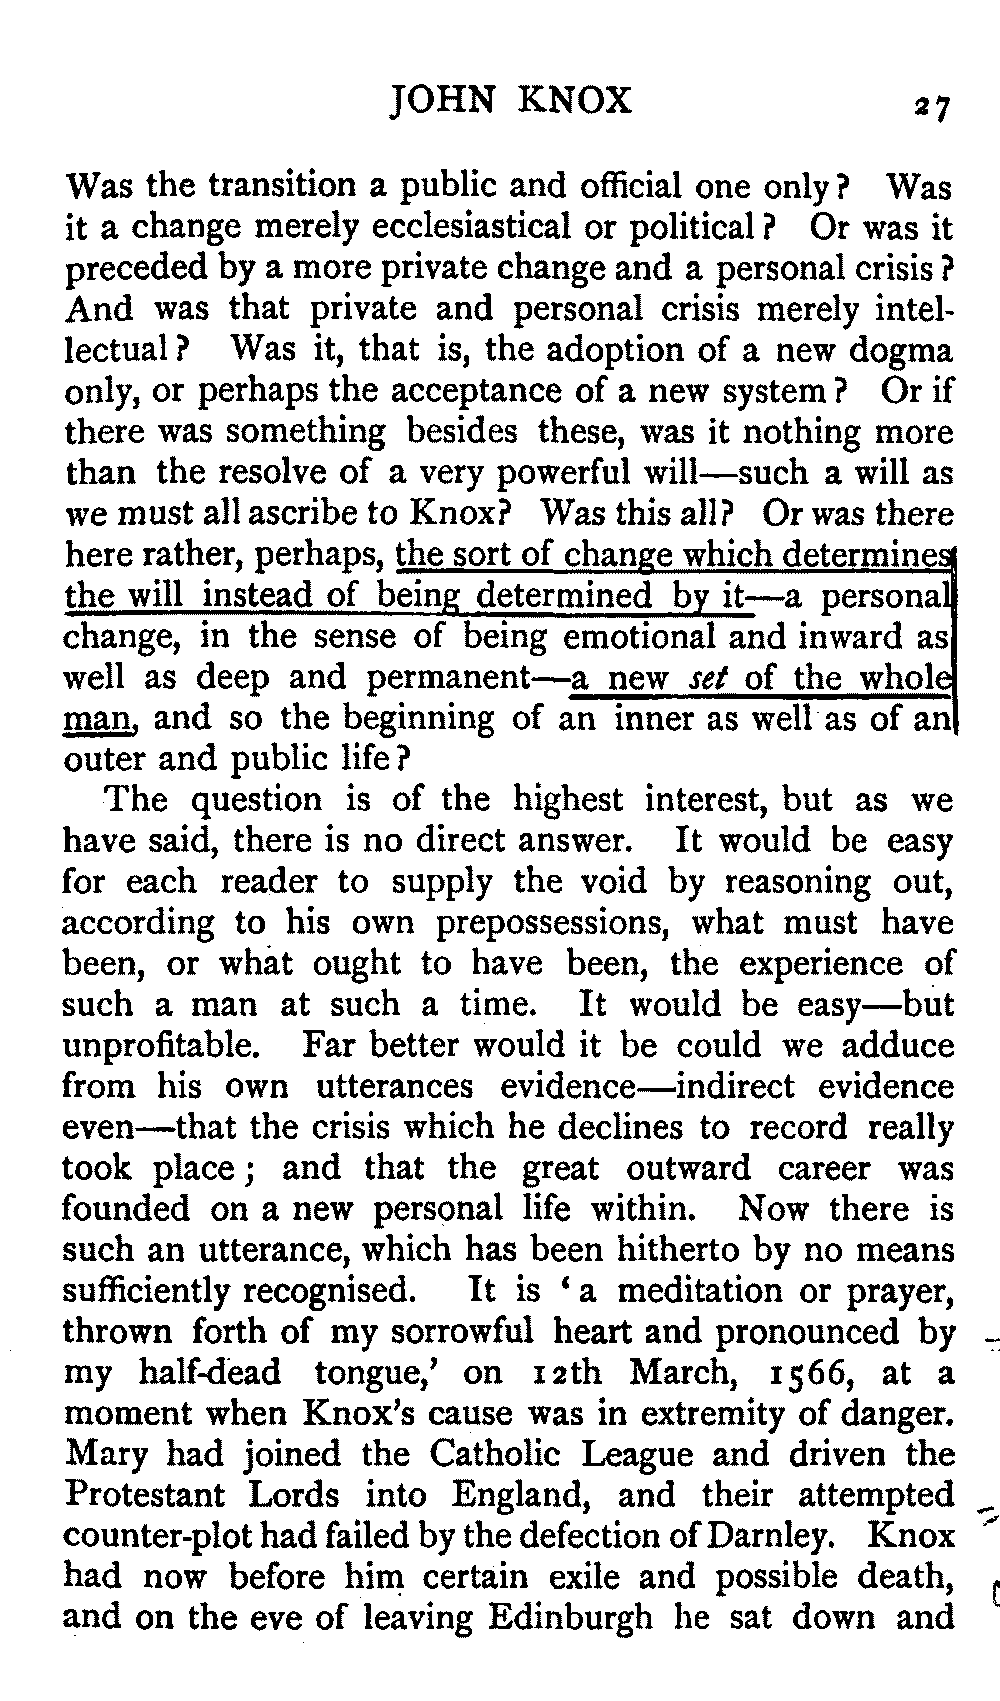 JOHN KNOX 27
Was the transition a public and official one only? Was
it a change merely ecclesiastical or political? Or was it
preceded by a more private change and a personal crisis?
And was that private and personal crisis merely intel-
lectual? Was it, that is, the adoption of a new dogma
only, or perhaps the acceptance of a new system? Or if
there was something besides these, was it nothing more
than the resolve of a very powerful will—such a will as
we must all ascribe to Knox? Was this all? Or was there
here rather, perhaps, the sort of change which determines
the will instead of being determined by it—a personal
change, in the sense of being emotional and inward as
well as deep and permanent—a new set of the whole
man, and so the beginning of an inner as well as of an
outer and public life?
The question is of the highest interest, but as we
have said, there is no direct answer. It would be easy
for each reader to supply the void by reasoning out,
according to his own prepossessions, what must have
been, or what ought to have been, the experience of
such a man at such a time. It would be easy—but
unprofitable. Far better would it be could we adduce
from his own utterances evidence—indirect evidence
even—that the crisis which he declines to record really
took place; and that the great outward career was
founded on a new personal life within. Now there is
such an utterance, which has been hitherto by no means
sufficiently recognised. It is ‘a meditation or prayer,
thrown forth of my sorrowful heart and pronounced by
my half-dead tongue,’ on 12th March, 1566, at a
moment when Knox's cause was in extremity of danger.
Mary had joined the Catholic League and driven the
Protestant Lords into England, and their attempted
counter-plot had failed by the defection of Darnley. Knox
had now before him certain exile and possible death,
and on the eve of leaving Edinburgh he sat down and